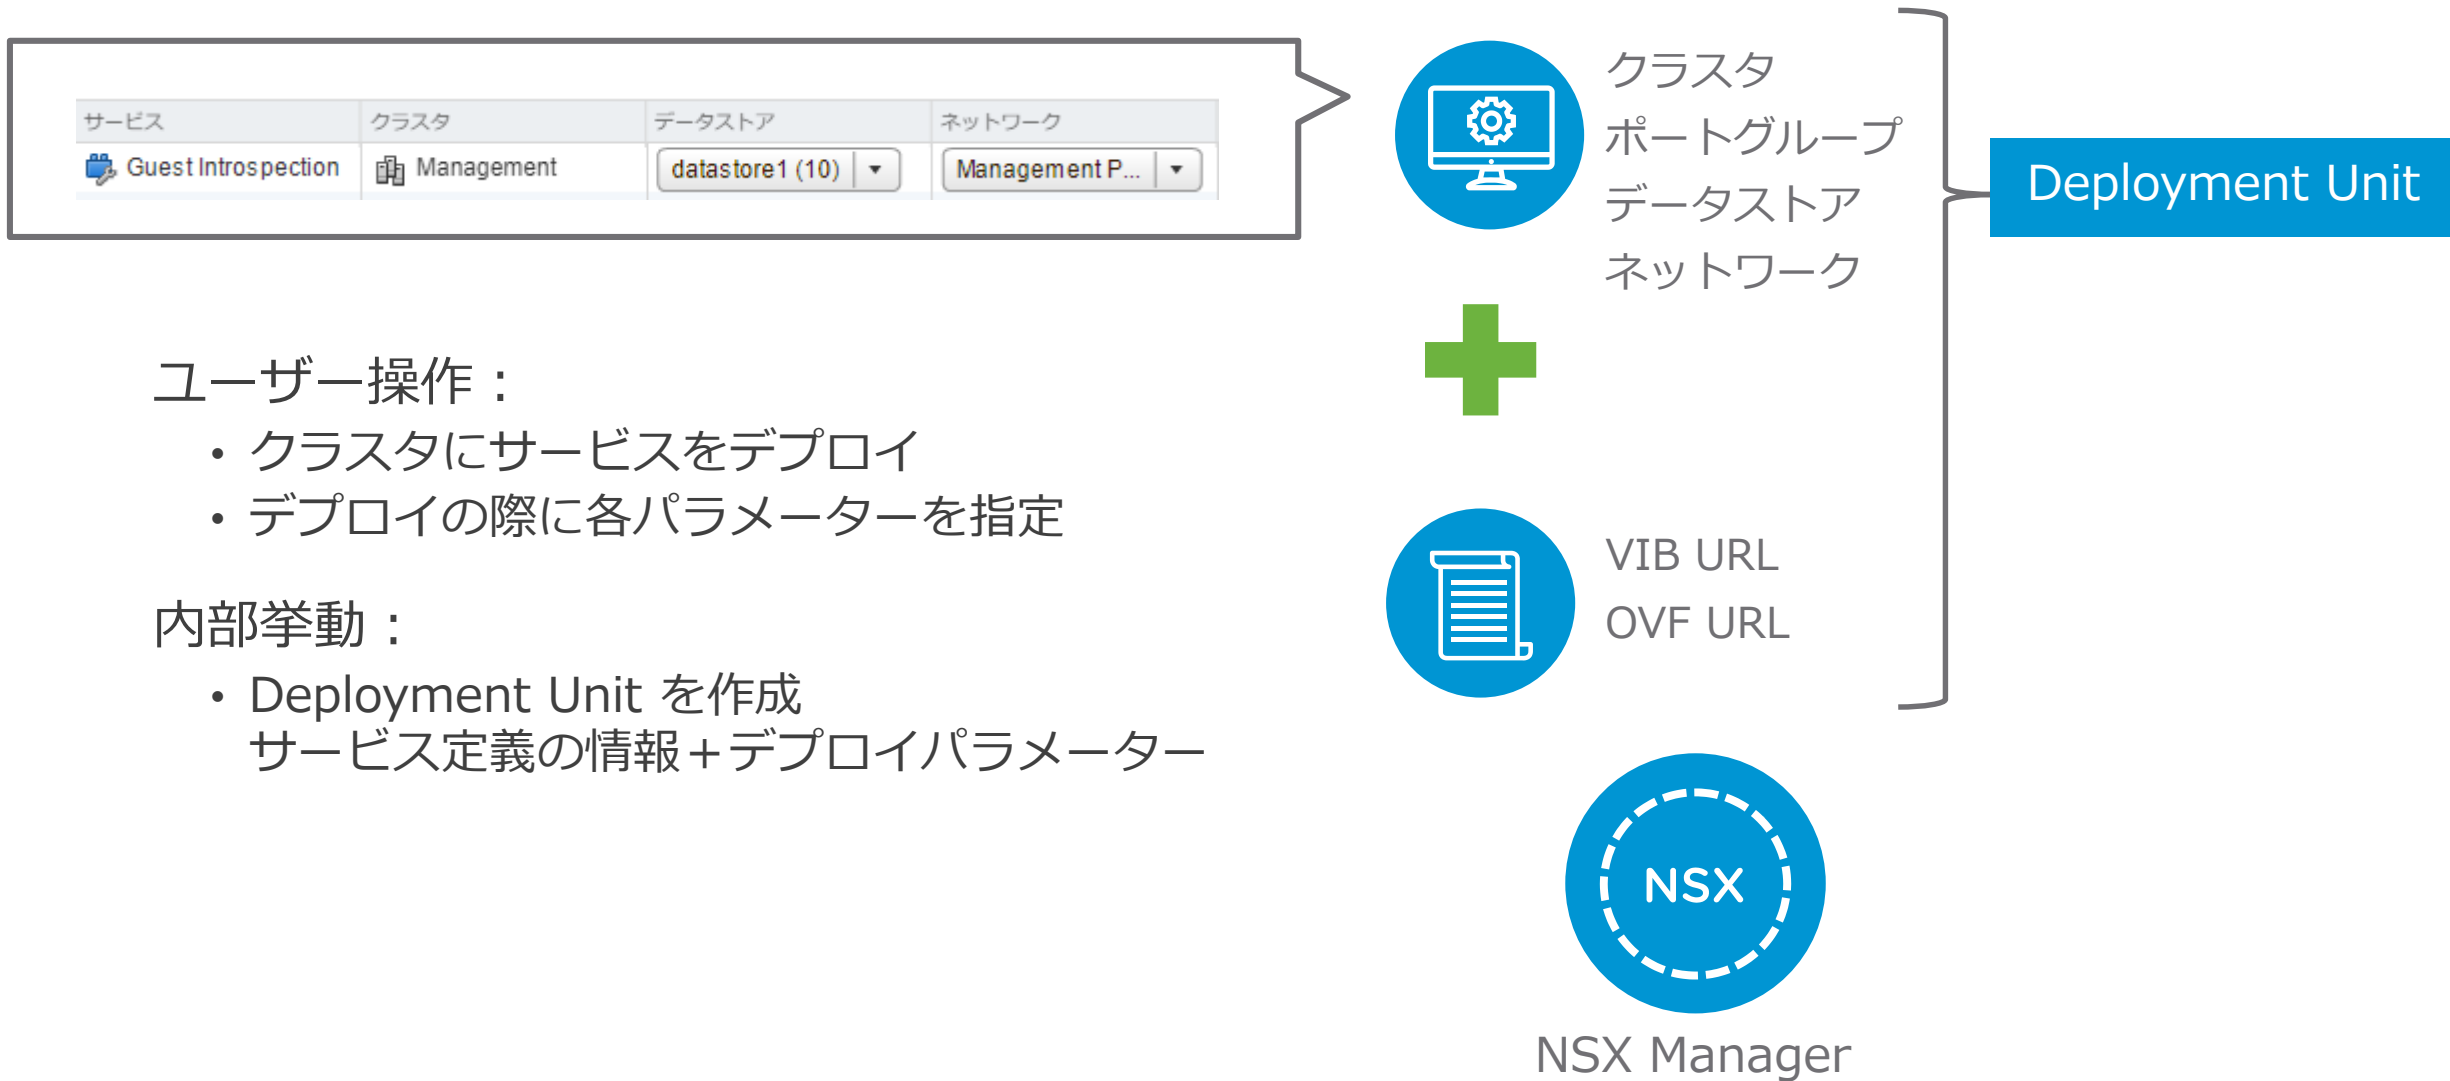 サービス クラスタ データストア ネットワーク
Guest Introspection Management datastore1 (10) Management P...
クラスタ
ポートグループ
データストア
ネットワーク
Deployment Unit
ユーザー操作：
・クラスタにサービスをデプロイ
・デプロイの際に各パラメーターを指定
内部挙動：
・Deployment Unit を作成
サービス定義の情報＋デプロイパラメーター
VIB URL
OVF URL
NSX
NSX Manager